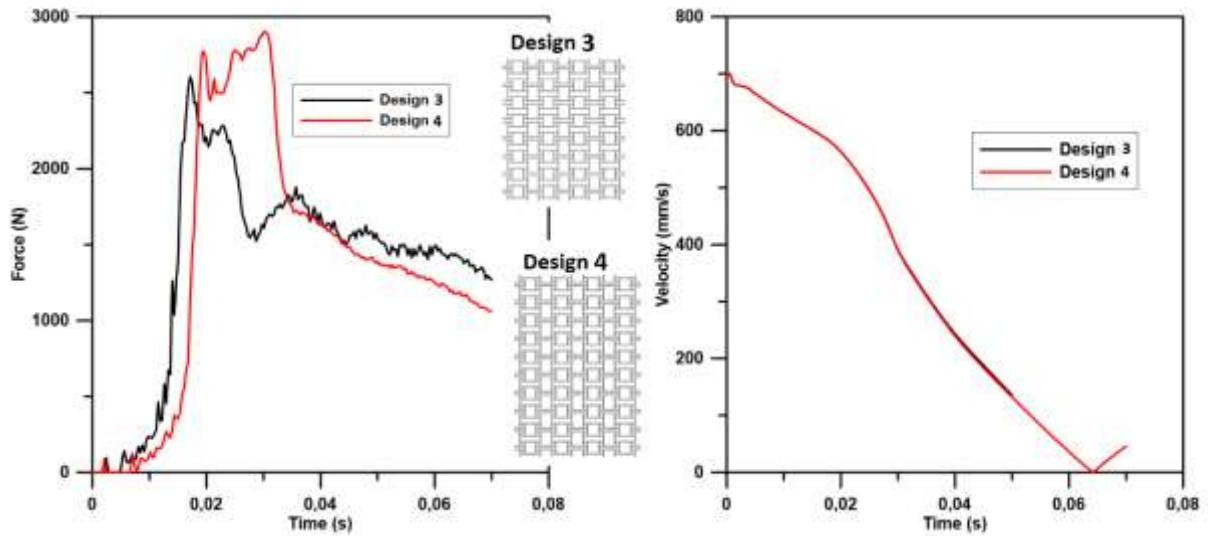 3000
2000
1000
0
Force (N)
0
0,02
0,04
0,06
0,08
Time (s)
Design 3
Design 4
Design 3
Design 4
800
600
400
200
0
Velocity (mm/s)
0
0,02
0,04
0,06
0,08
Time (s)
Design 3
Design 4